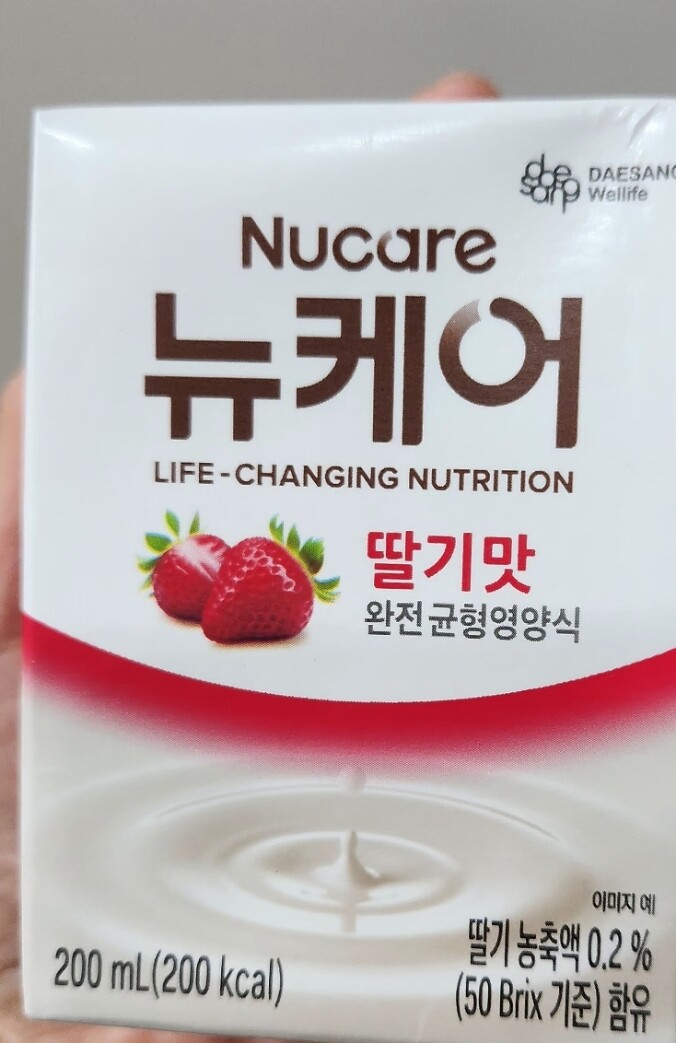 DAESANG
Wellife
Nucare
뉴케어
LIFE-CHANGING NUTRITION
딸기맛
완전균형영양식
이미지 예
딸기 농축액 0.2 %
(50 Brix 기준) 함유
200 mL(200 kcal)